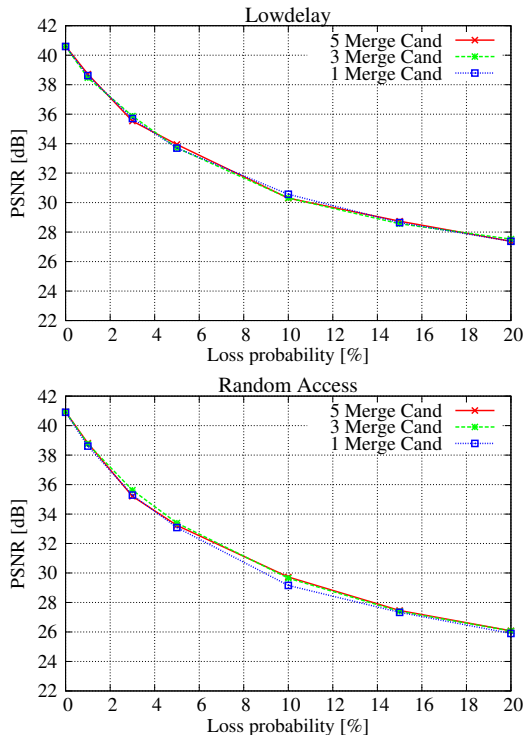 Lowdelay
42
40
38
36
34
32
30
28
26
24
22
PSNR [dB]
5 Merge Cand
3 Merge Cand
1 Merge Cand
0 2 4 6 8 10 12 14 16 18 20
Loss probability [%]
Random Access
42
40
38
36
34
32
30
28
26
24
22
PSNR [dB]
5 Merge Cand
3 Merge Cand
1 Merge Cand
0 2 4 6 8 10 12 14 16 18 20
Loss probability [%]